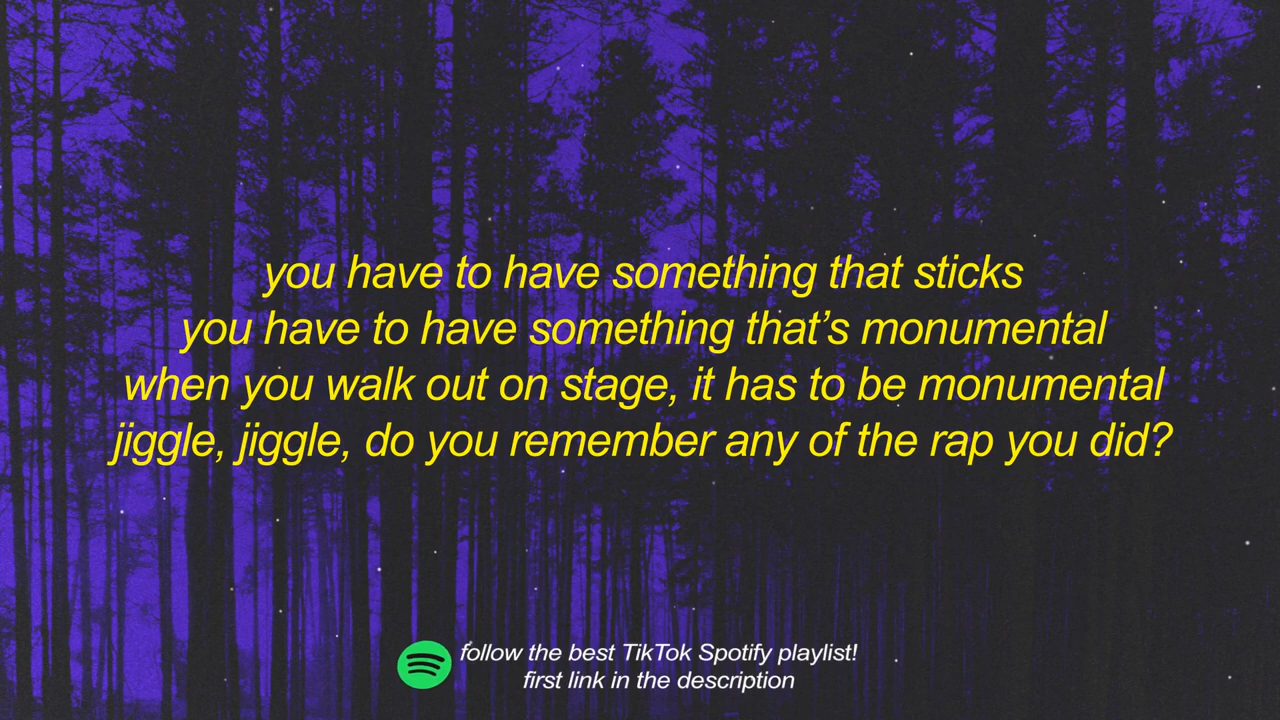 you have to have something that sticks
you have to have something that’s monumental
when you walk out on stage, it has to be monumental
jiggle, jiggle, do you remember any of the rap you did?
follow the best TikTok Spotify playlist!
first link in the description